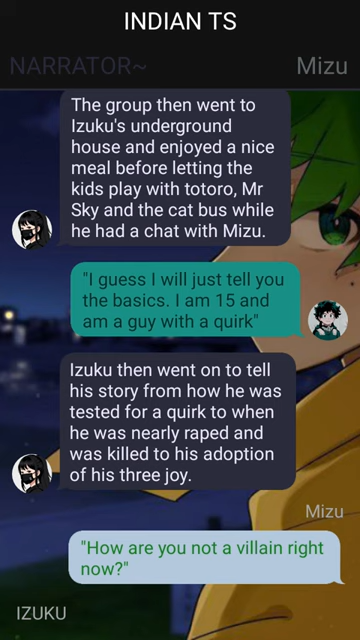 INDIAN TS
NARRATOR~ Mizu
The group then went to
Izuku's underground
house and enjoyed a nice
meal before letting the
kids play with totoro, Mr
Sky and the cat bus while
he had a chat with Mizu.
"I guess I will just tell you
the basics. I am 15 and
am a guy with a quirk"
Izuku then went on to tell
his story from how he was
tested for a quirk to when
he was nearly raped and
was killed to his adoption
of his three joy.
Mizu
"How are you not a villain right
now?"
IZUKU